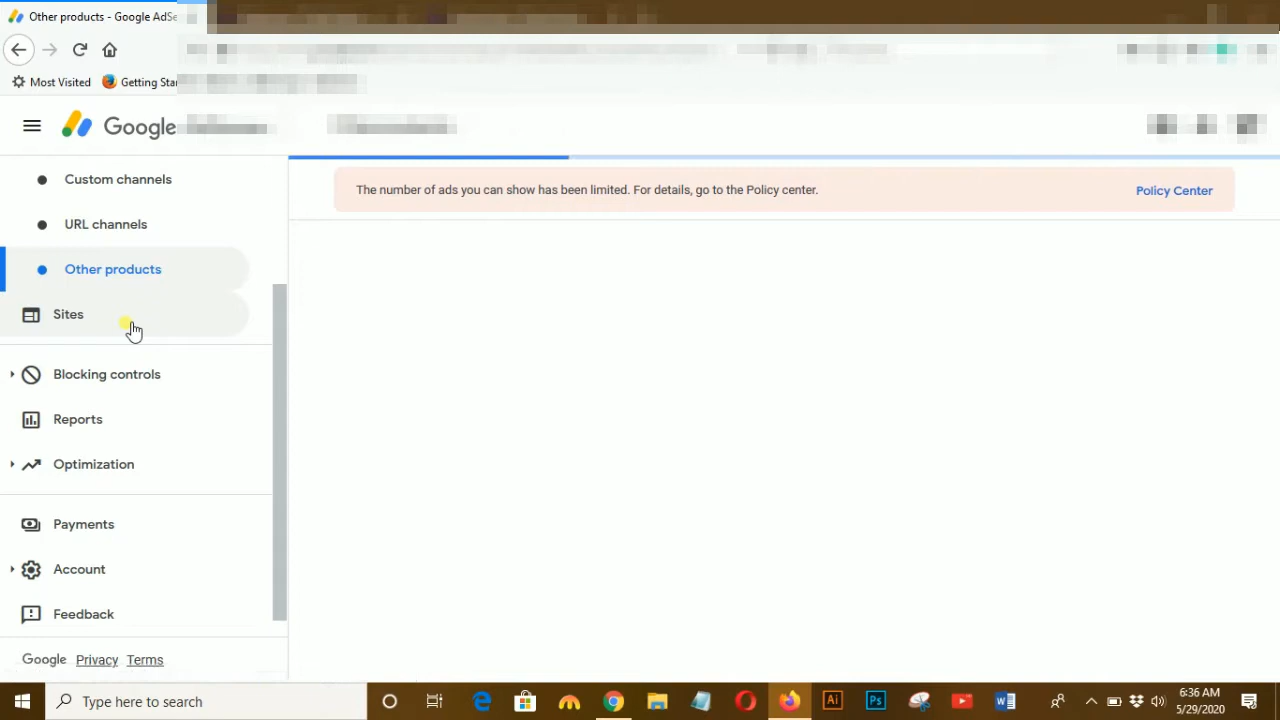 Other products - Google AdSe
Most Visited
Getting Star
Google
Custom channels
URL channels
Other products
Sites
Blocking controls
Reports
Optimization
Payments
Account
Feedback
Google Privacy Terms
The number of ads you can show has been limited. For details, go to the Policy center.
Policy Center
Type here to search
Ai
Ps
W
6:36 AM
5/29/2020